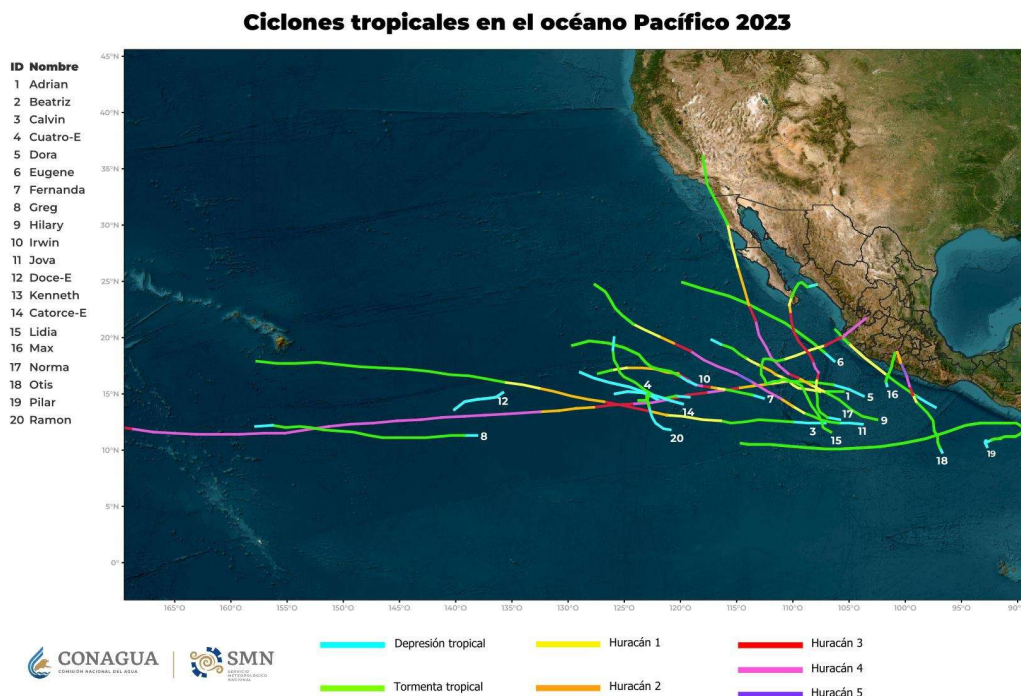 Ciclones tropicales en el océano Pacífico 2023
ID Nombre
1 Adrian
2 Beatriz
3 Calvin
4 Cuatro-E
5 Dora
6 Eugene
7 Fernanda
8 Greg
9 Hilary
10 Irwin
11 Jova
12 Doce-E
13 Kenneth
14 Catorce-E
15 Lidia
16 Max
17 Norma
18 Otis
19 Pilar
20 Ramon
45°N
40°N
35°N
30°N
25°N
20°N
15°N
10°N
5°N
0°
6
4
10
16
12
7
1
5
14
17
9
3
11
8
20
15
18
19
165°O
160°O
155°O
150°O
145°O
140°O
135°O
130°O
125°O
120°O
115°O
110°O
105°O
100°O
95°O
90°
CONAGUA
COMISIÓN NACIONAL DEL AGUA
SMN
SERVICIO
METEOROLÓGICO
NACIONAL
Depresión tropical
Huracán 1
Huracán 3
Huracán 4
Tormenta tropical
Huracán 2
Huracán 5